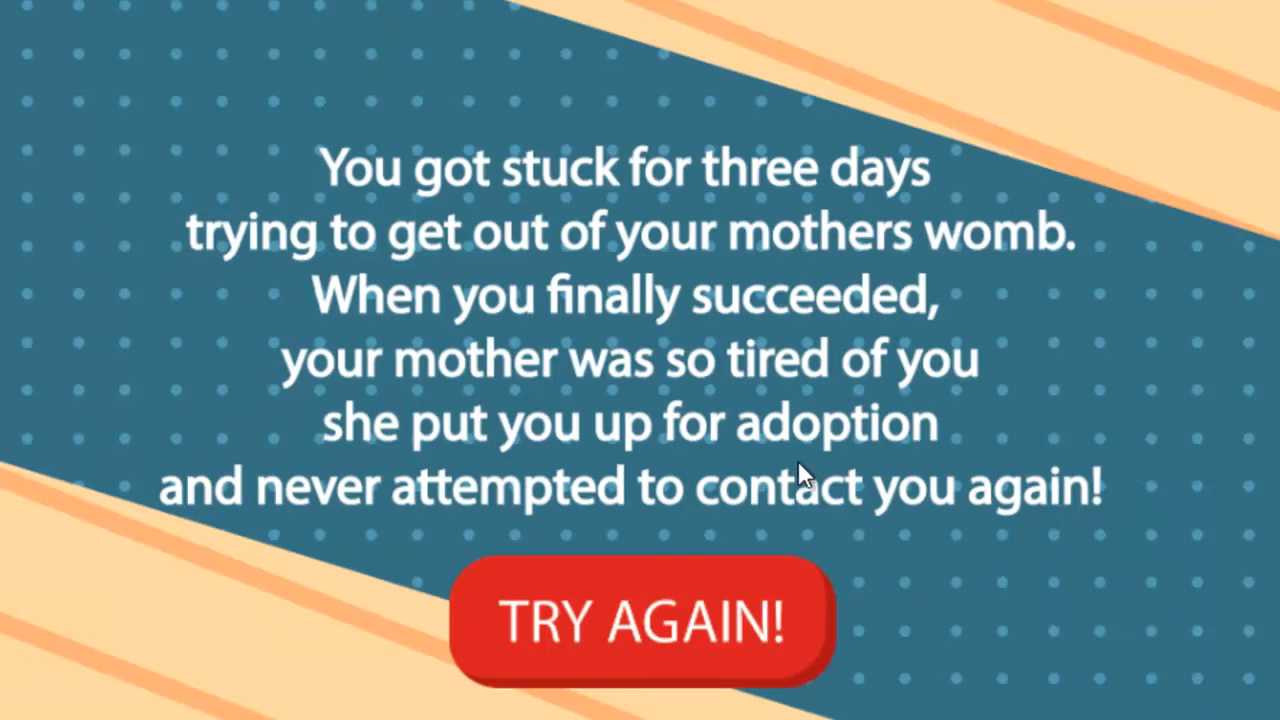 You got stuck for three days
trying to get out of your mothers womb.
When you finally succeeded,
your mother was so tired of you
she put you up for adoption
and never attempted to contact you again!
TRY AGAIN!